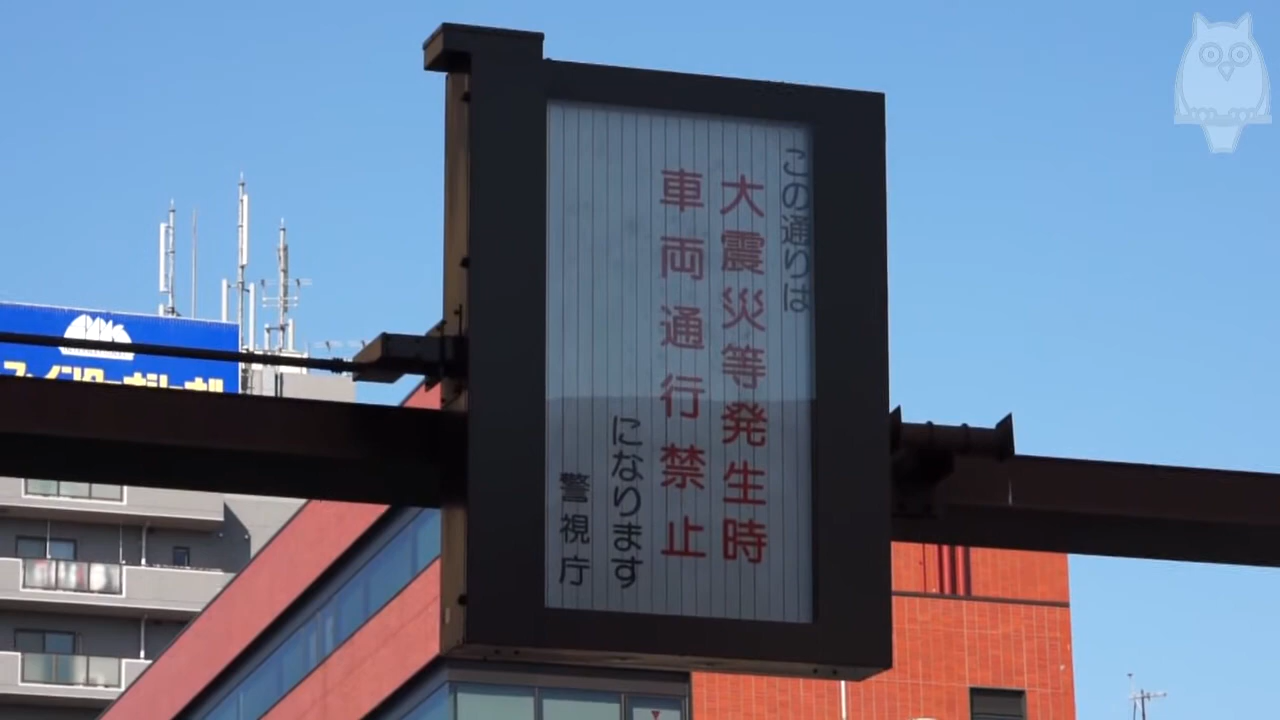 この通りは
大震災等発生時
車両通行禁止
になります
警視庁